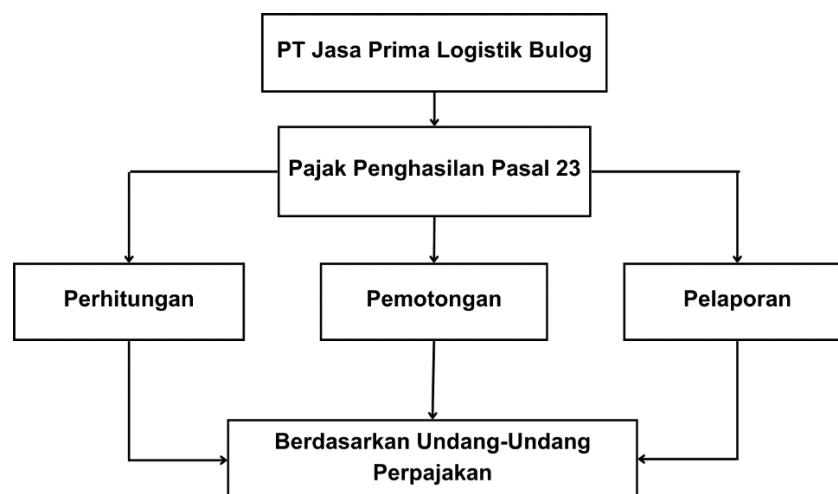 PT Jasa Prima Logistik Bulog
Pajak Penghasilan Pasal 23
Perhitungan
Pemotongan
Pelaporan
Berdasarkan Undang-Undang
Perpajakan